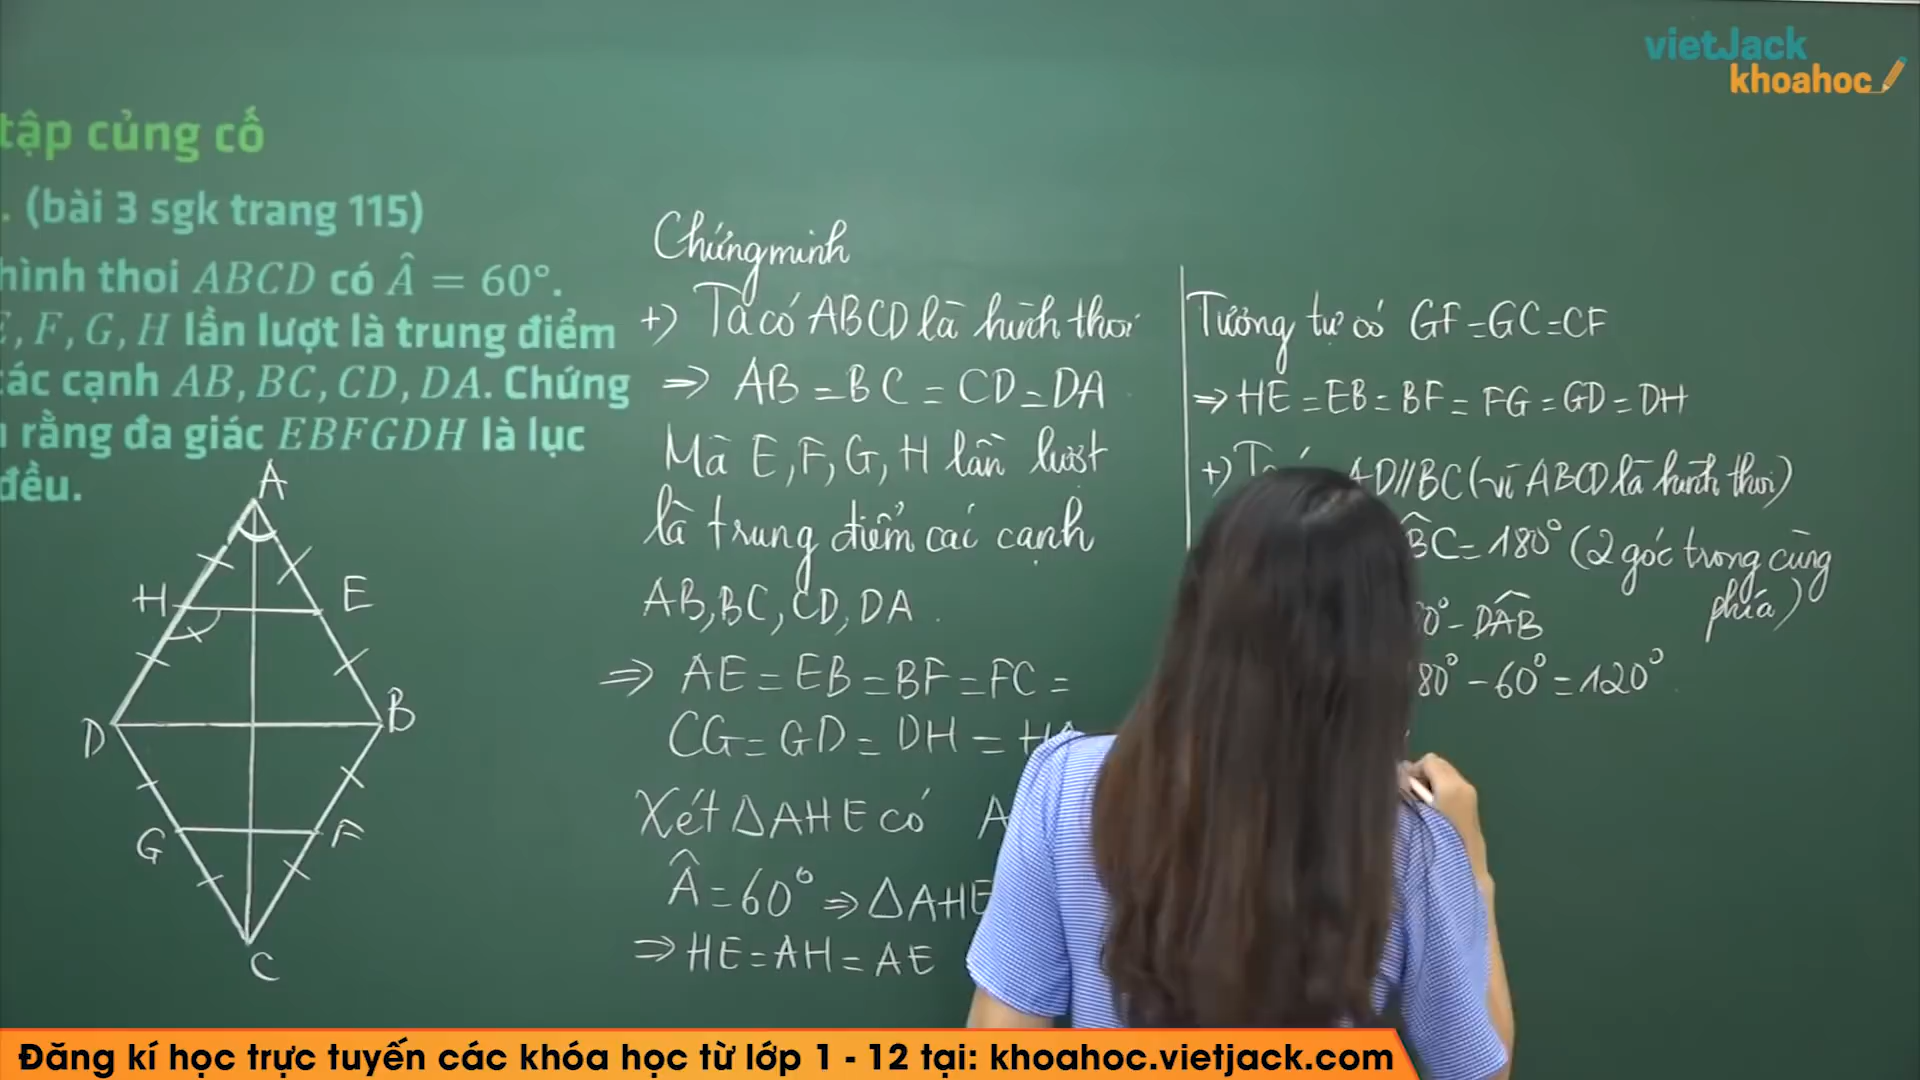 vietJack
khoahoc
tập củng cố
. (bài 3 sgk trang 115)
hình thoi ABCD có Â = 60°.
E, F, G, H lần lượt là trung điểm
các cạnh AB, BC, CD, DA. Chứng
rằng đa giác EBFGDH là lục
đều.
A
H
E
D
B
G
F
C
Chứng minh
+) Ta có ABCD là hình thoi
=> AB = BC = CD = DA
Mà E, F, G, H lần lượt
là trung điểm các cạnh
AB, BC, CD, DA.
=> AE = EB = BF = FC =
CG = GD = DH =
Xét ΔAHE có A
Â = 60° => ΔAHE
=> HE = AH = AE
Tương tự có GF = GC = CF
=> HE = EB = BF = FG = GD = DH
+) AD // BC (vì ABCD là hình thoi)
BC = 180° (2 góc trong cùng
phía)
0° - DÂB
80° - 60° = 120°
Đăng kí học trực tuyến các khóa học từ lớp 1 - 12 tại: khoahoc.vietjack.com